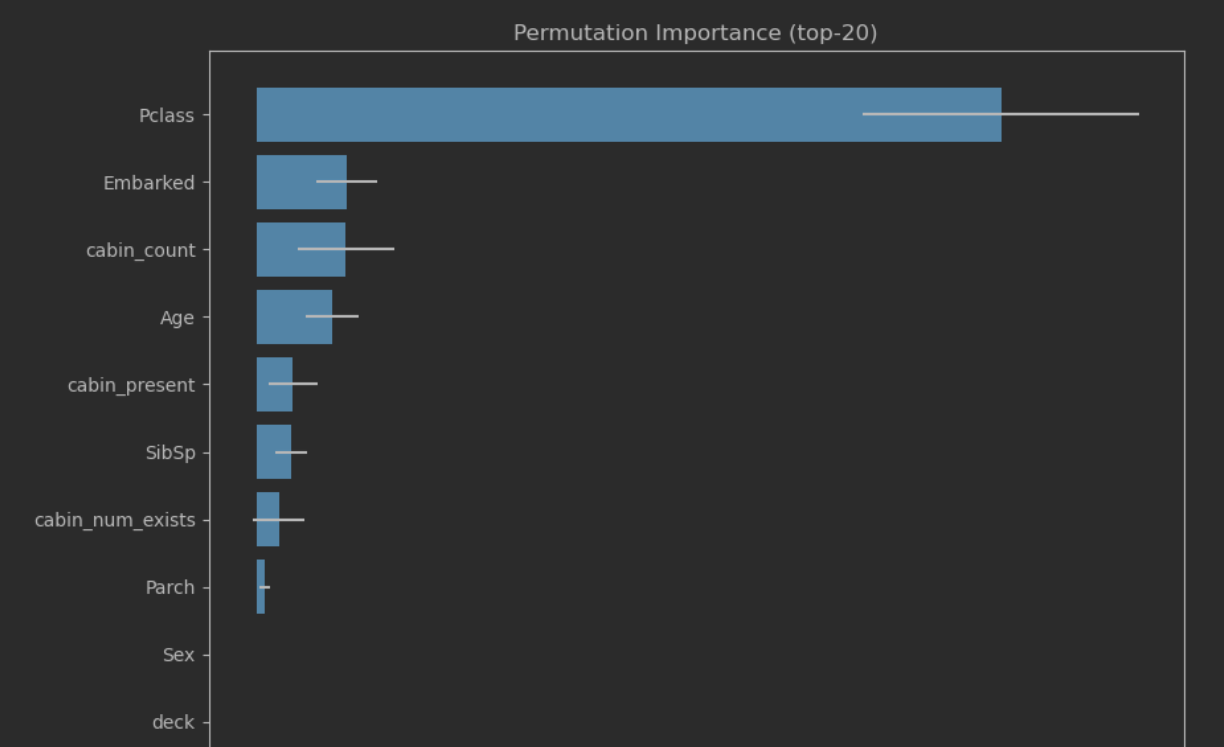 Permutation Importance (top-20)
Pclass
Embarked
cabin_count
Age
cabin_present
SibSp
cabin_num_exists
Parch
Sex
deck